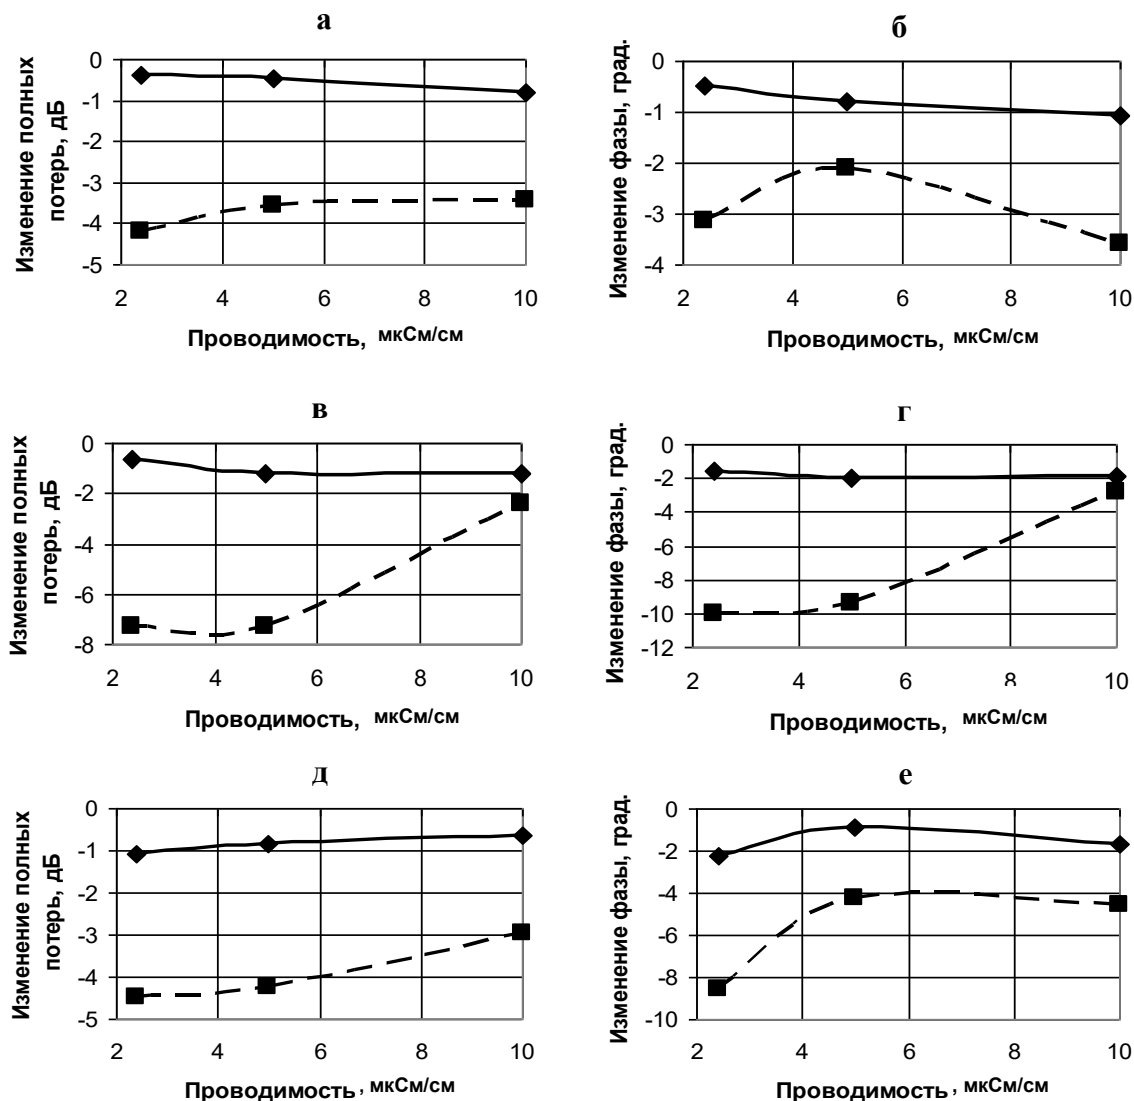 а
Изменение полных
потерь, дБ
0
-1
-2
-3
-4
-5
2 4 6 8 10
Проводимость, мкСм/см
б
Изменение фазы, град.
0
-1
-2
-3
-4
2 4 6 8 10
Проводимость, мкСм/см
в
Изменение полных
потерь, дБ
0
-2
-4
-6
-8
2 4 6 8 10
Проводимость, мкСм/см
г
Изменение фазы, град.
0
-2
-4
-6
-8
-10
-12
2 4 6 8 10
Проводимость, мкСм/см
д
Изменение полных
потерь, дБ
0
-1
-2
-3
-4
-5
2 4 6 8 10
Проводимость, мкСм/см
е
Изменение фазы, град.
0
-2
-4
-6
-8
-10
2 4 6 8 10
Проводимость, мкСм/см